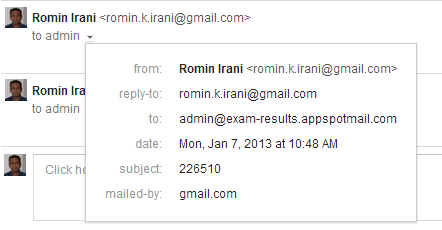 Romin Irani <romin.k.irani@gmail.com>
to admin
from: Romin Irani <romin.k.irani@gmail.com>
reply-to: romin.k.irani@gmail.com
to: admin@exam-results.appspotmail.com
date: Mon, Jan 7, 2013 at 10:48 AM
subject: 226510
mailed-by: gmail.com
Romin Irani
to admin
Click he